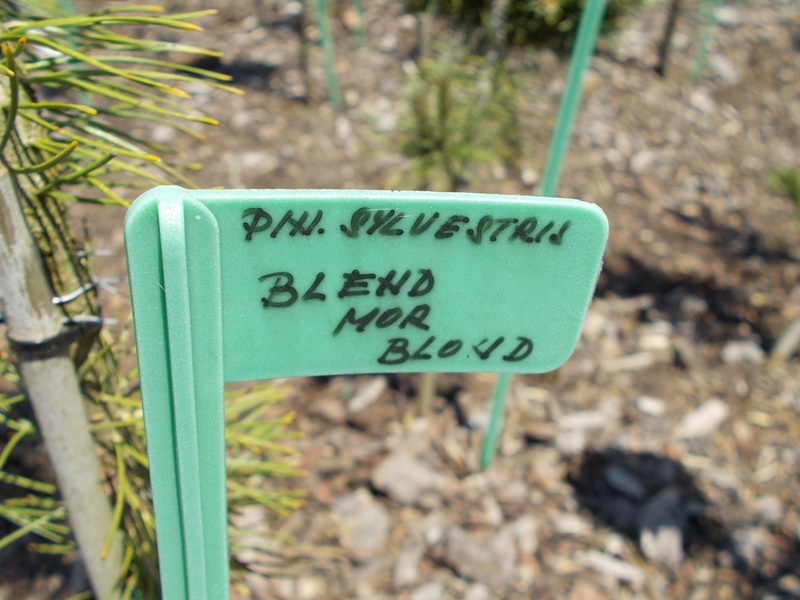 PIN. SYLVESTRIS
BLEND
MOR
BLOND